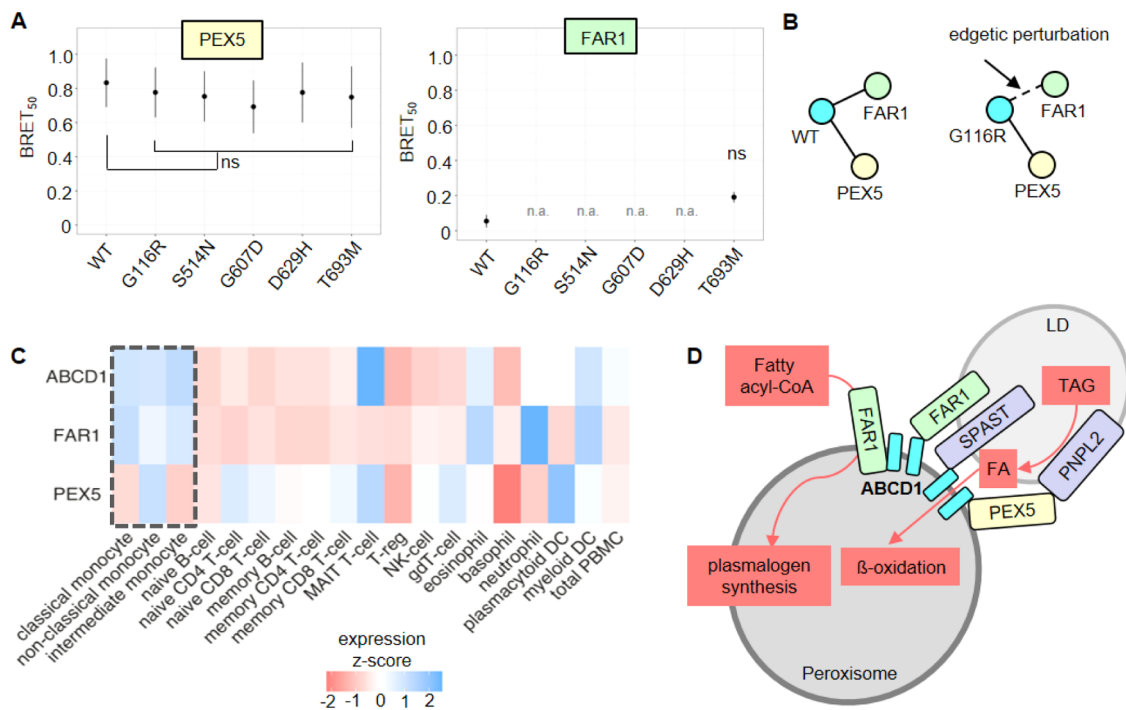 A
PEX5
FAR1
B
BRET50
1.0
0.8
0.6
0.4
0.2
0
ns
WT
G116R
S514N
G607D
D629H
T693M
BRET50
1.0
0.8
0.6
0.4
0.2
0
n.a.
n.a.
n.a.
n.a.
ns
WT
G116R
S514N
G607D
D629H
T693M
edgetic perturbation
WT
FAR1
PEX5
G116R
FAR1
PEX5
C
ABCD1
FAR1
PEX5
classical monocyte
non-classical monocyte
intermediate monocyte
naive B-cell
naive CD4 T-cell
naive CD8 T-cell
memory B-cell
memory CD4 T-cell
memory CD8 T-cell
MAIT T-cell
T-reg
NK-cell
gdT-cell
eosinophil
basophil
neutrophil
plasmacytoid DC
myeloid DC
total PBMC
expression
z-score
-2
-1
0
1
2
D
LD
Fatty
acyl-CoA
TAG
FAR1
FAR1
SPAST
PNPL2
FA
ABCD1
PEX5
plasmalogen
synthesis
ß-oxidation
Peroxisome